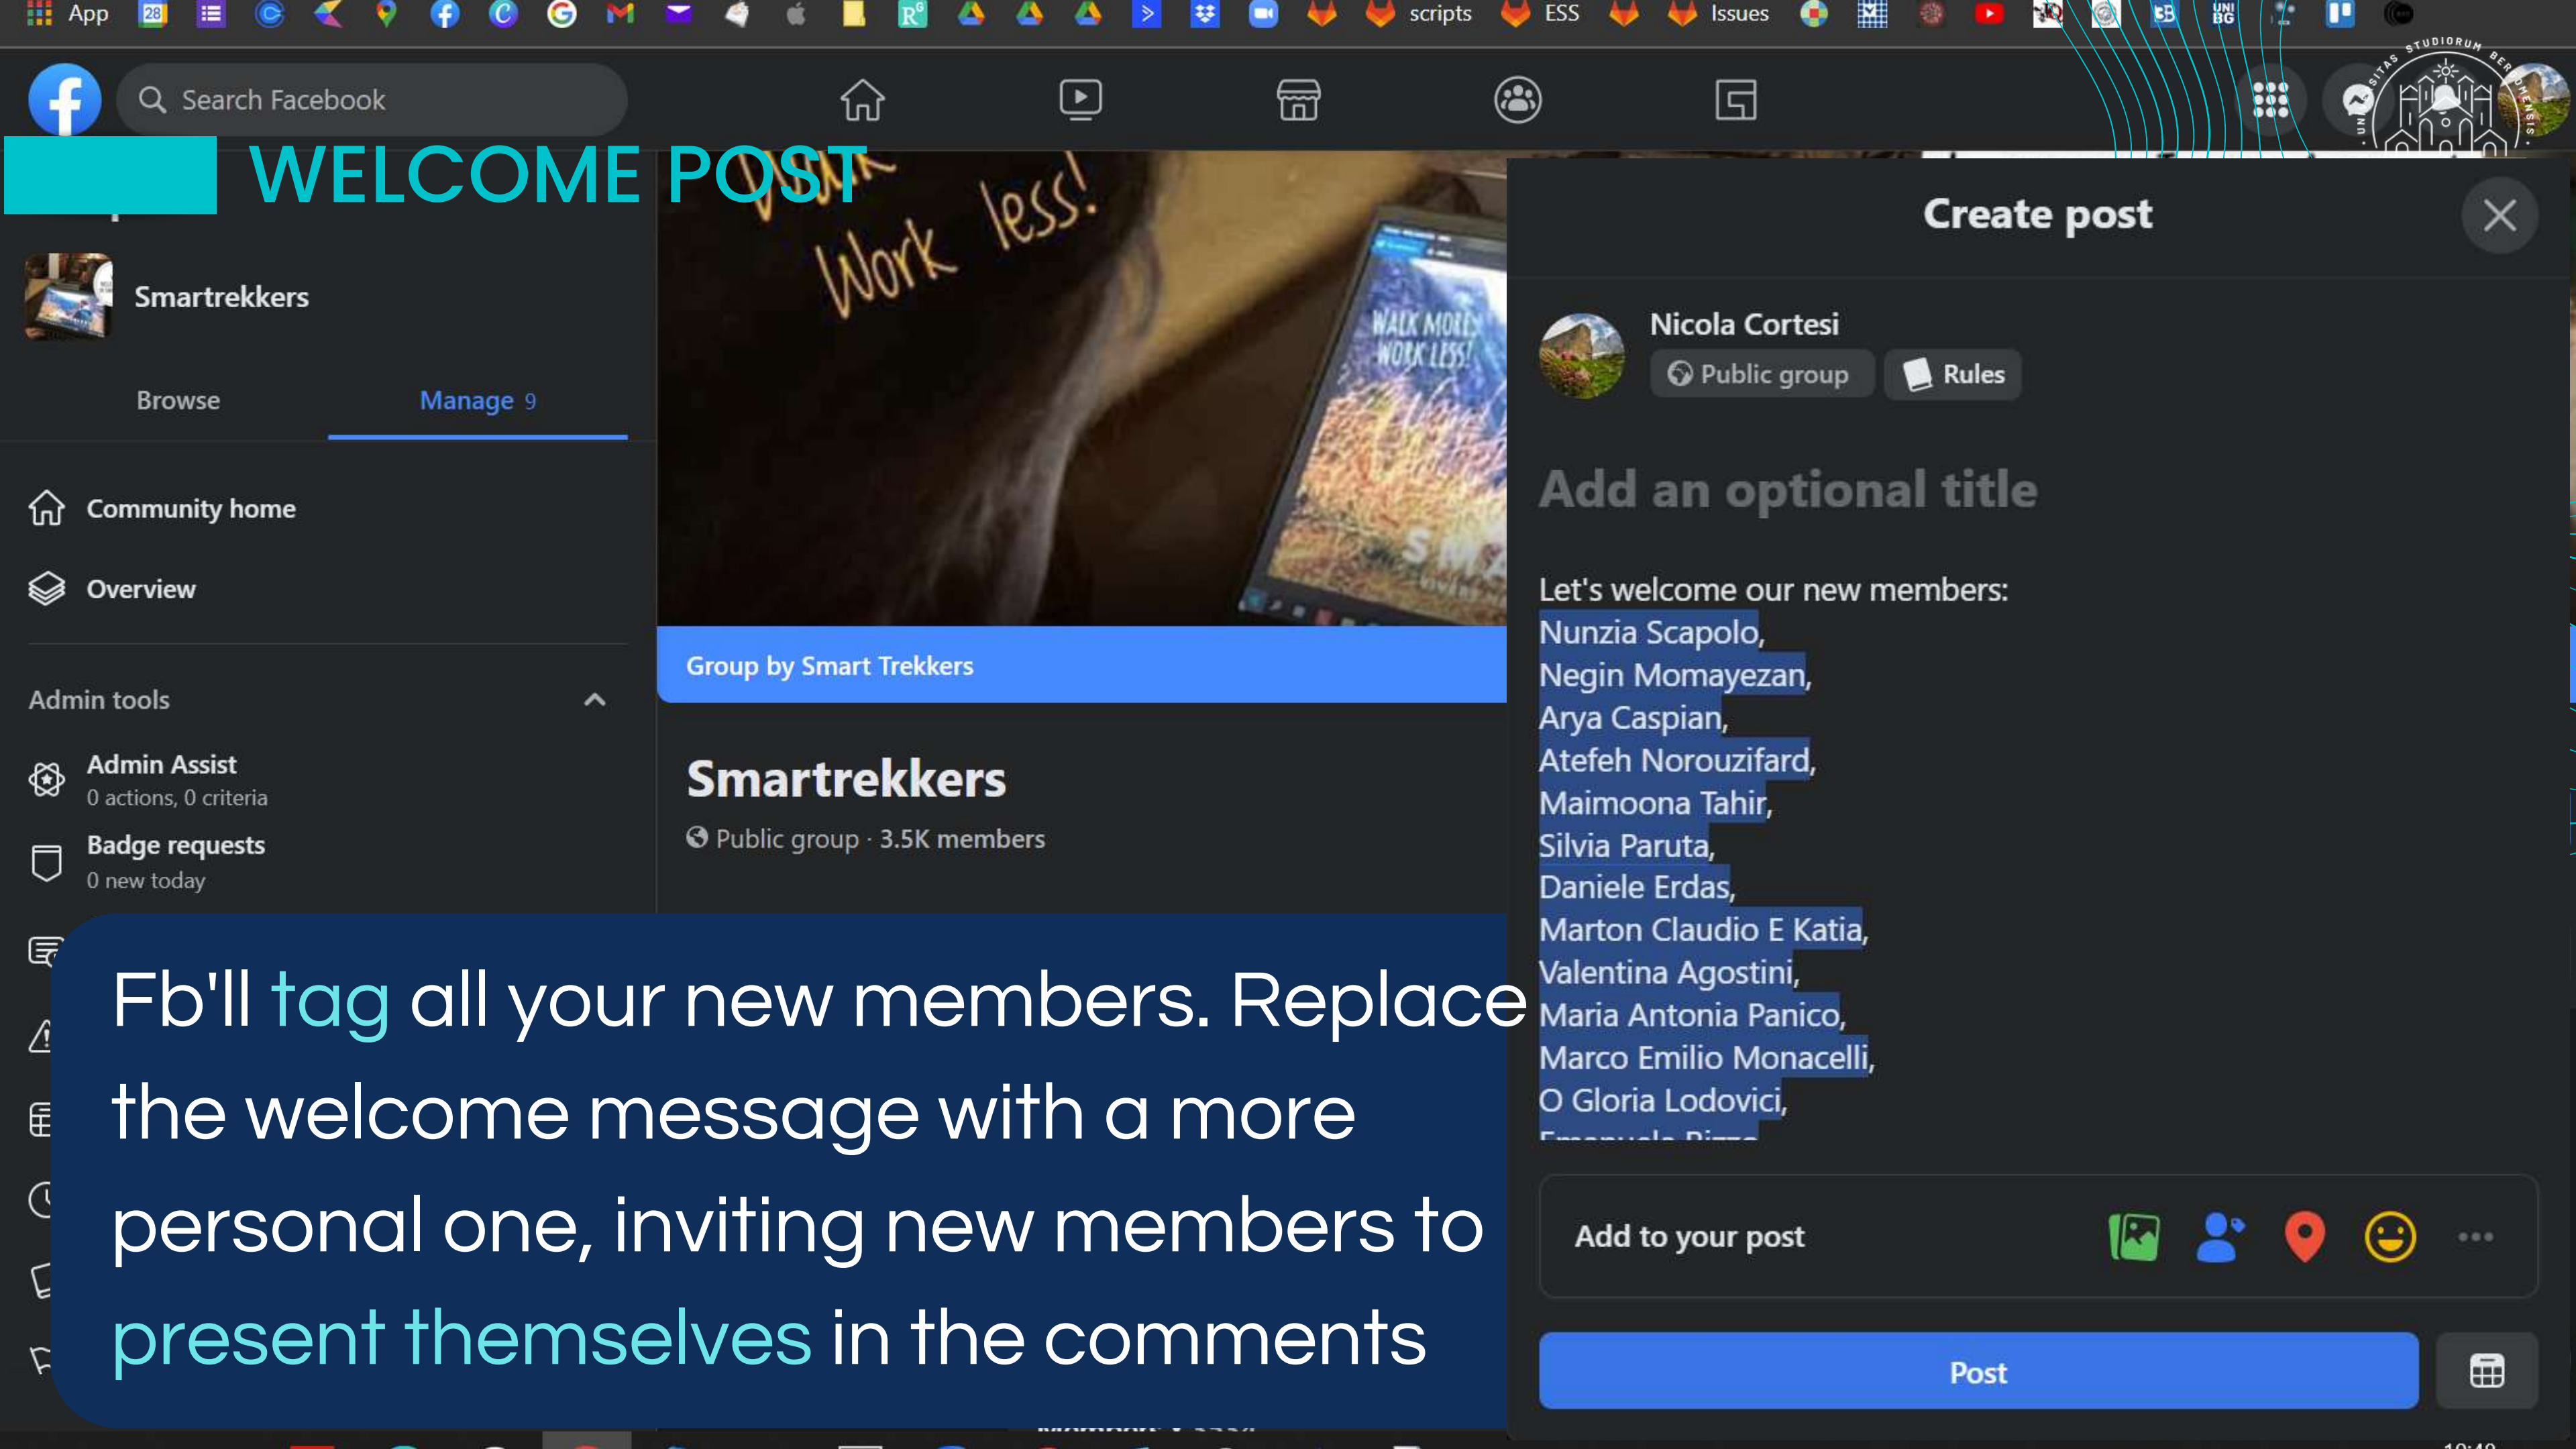 App
28
scripts
ESS
Issues
UNI
BG
Search Facebook
WELCOME POST
Smartrekkers
Browse
Manage 9
Community home
Overview
Admin tools
Admin Assist
0 actions, 0 criteria
Badge requests
0 new today
Work less!
WALK MORE
WORK LESS!
Group by Smart Trekkers
Smartrekkers
Public group · 3.5K members
Fb'll tag all your new members. Replace
the welcome message with a more
personal one, inviting new members to
present themselves in the comments
Create post
Nicola Cortesi
Public group
Rules
Add an optional title
Let's welcome our new members:
Nunzia Scapolo,
Negin Momayezan,
Arya Caspian,
Atefeh Norouzifard,
Maimoona Tahir,
Silvia Paruta,
Daniele Erdas,
Marton Claudio E Katia,
Valentina Agostini,
Maria Antonia Panico,
Marco Emilio Monacelli,
O Gloria Lodovici,
Add to your post
Post